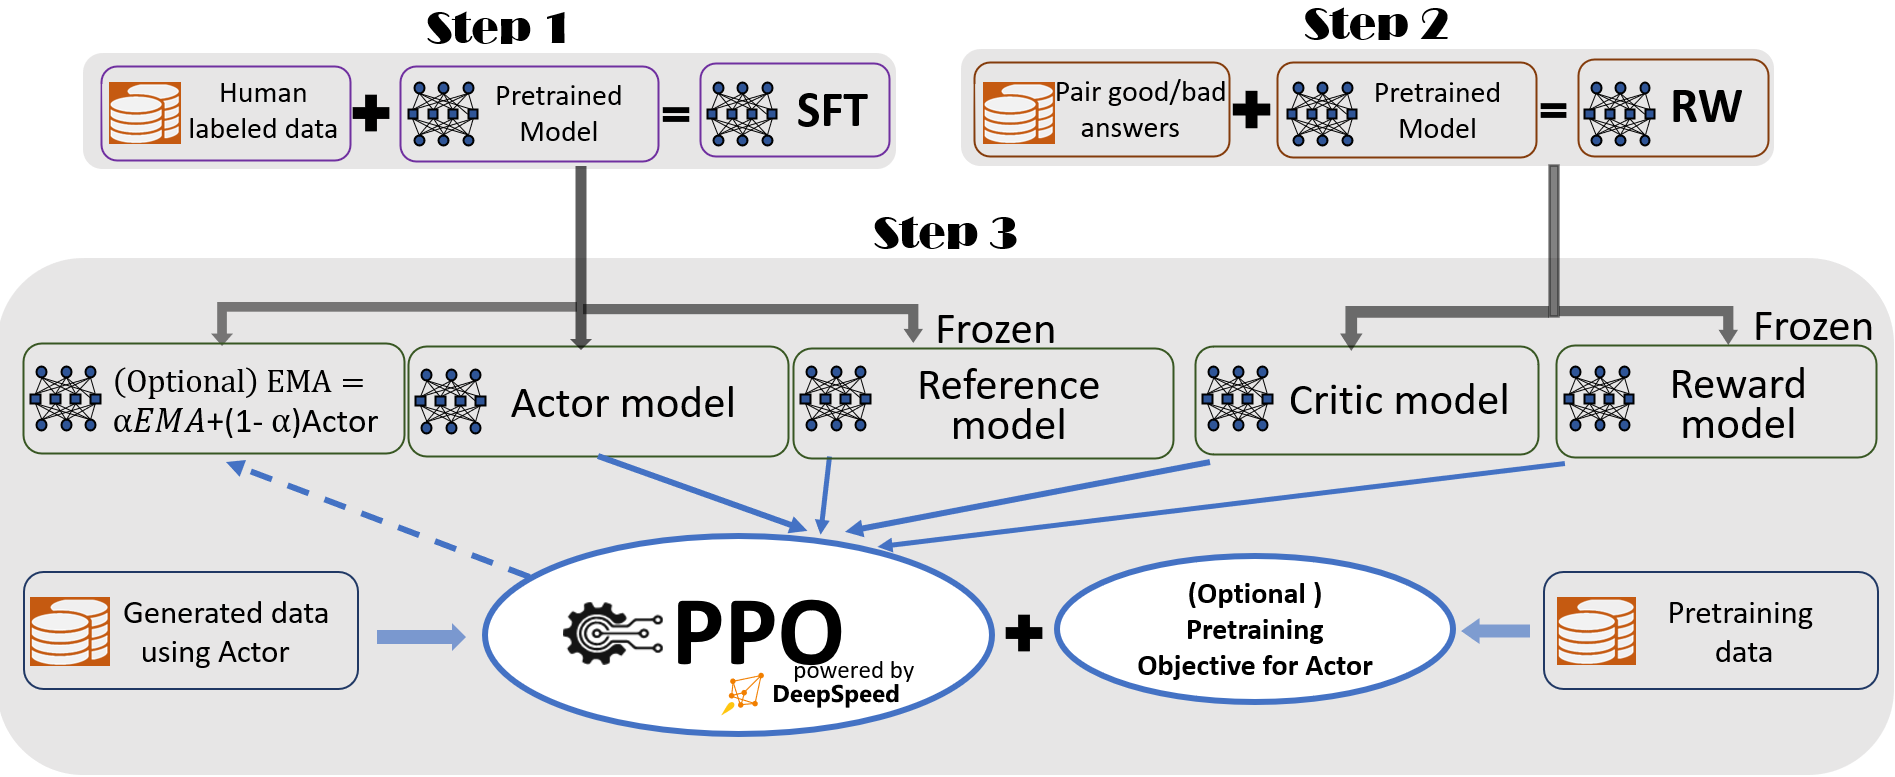 Step 1
Human
labeled data
+
Pretrained
Model
=
SFT
Step 2
Pair good/bad
answers
+
Pretrained
Model
=
RW
Step 3
(Optional) EMA =
αEMA+(1- α)Actor
Actor model
Frozen
Reference
model
Critic model
Frozen
Reward
model
Generated data
using Actor
PPO
powered by
DeepSpeed
+
(Optional )
Pretraining
Objective for Actor
Pretraining
data